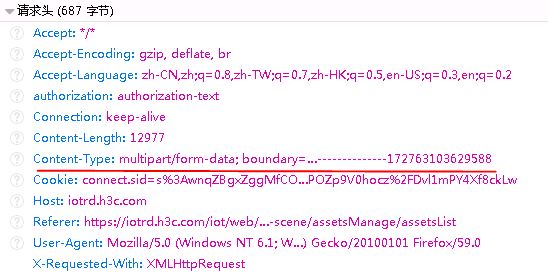 请求头 (687 字节)
Accept: */*
Accept-Encoding: gzip, deflate, br
Accept-Language: zh-CN,zh;q=0.8,zh-TW;q=0.7,zh-HK;q=0.5,en-US;q=0.3,en;q=0.2
authorization: authorization-text
Connection: keep-alive
Content-Length: 12977
Content-Type: multipart/form-data; boundary=...---------------172763103629588
Cookie: connect.sid=s%3AwnqZBgxZggMfCO...POZp9V0hocz%2FDvl1mPY4Xf8ckLw
Host: iotrd.h3c.com
Referer: https://iotrd.h3c.com/iot/web/...-scene/assetsManage/assetsList
User-Agent: Mozilla/5.0 (Windows NT 6.1; W...) Gecko/20100101 Firefox/59.0
X-Requested-With: XMLHttpRequest